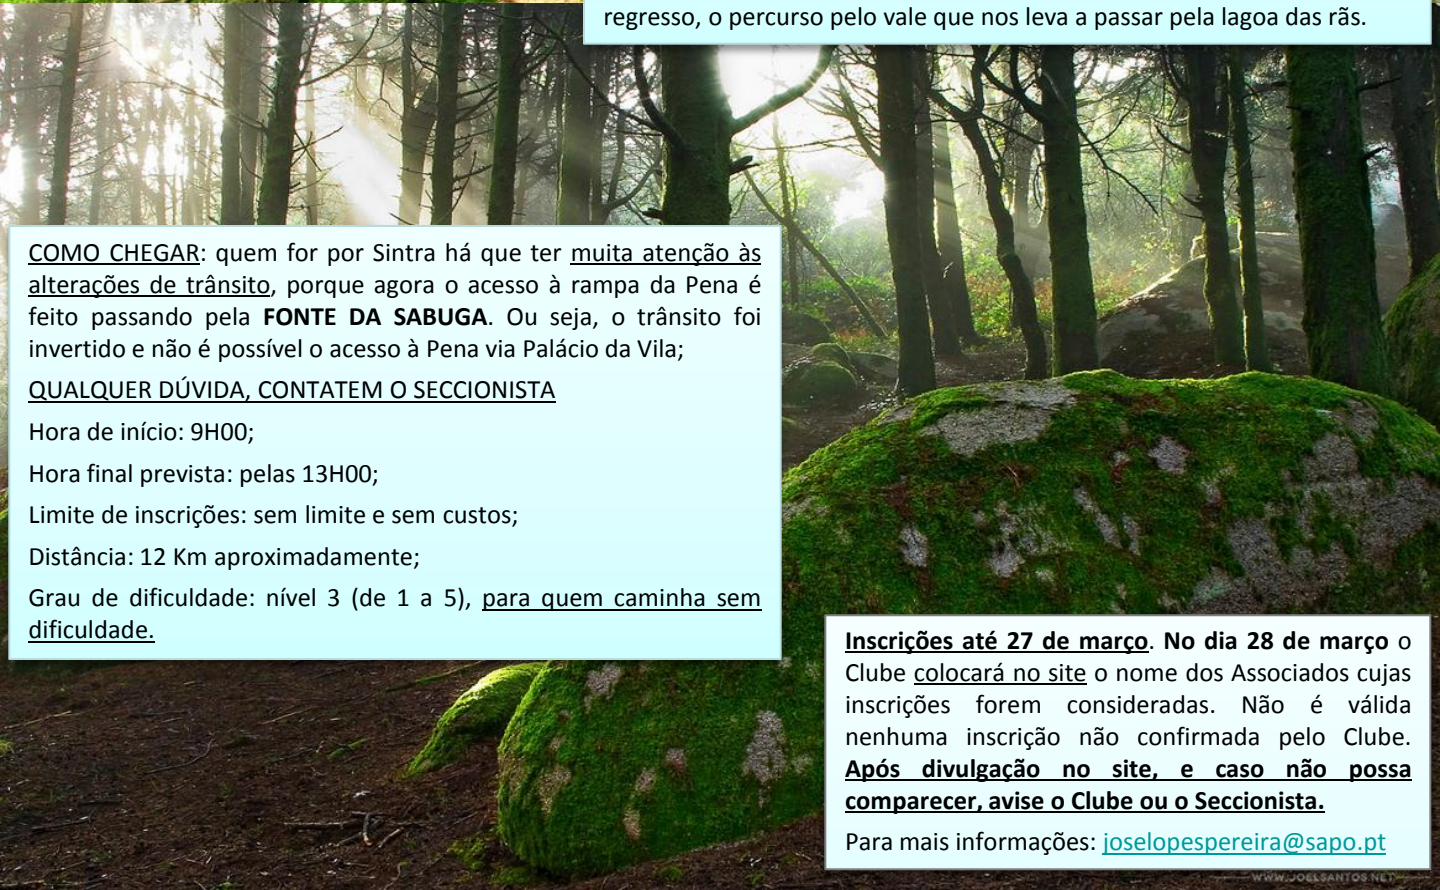 regresso, o percurso pelo vale que nos leva a passar pela lagoa das rãs.
COMO CHEGAR: quem for por Sintra há que ter muita atenção às
alterações de trânsito, porque agora o acesso à rampa da Pena é
feito passando pela FONTE DA SABUGA. Ou seja, o trânsito foi
invertido e não é possível o acesso à Pena via Palácio da Vila;
QUALQUER DÚVIDA, CONTATEM O SECCIONISTA
Hora de início: 9H00;
Hora final prevista: pelas 13H00;
Limite de inscrições: sem limite e sem custos;
Distância: 12 Km aproximadamente;
Grau de dificuldade: nível 3 (de 1 a 5), para quem caminha sem
dificuldade.
Inscrições até 27 de março. No dia 28 de março o
Clube colocará no site o nome dos Associados cujas
inscrições forem consideradas. Não é válida
nenhuma inscrição não confirmada pelo Clube.
Após divulgação no site, e caso não possa
comparecer, avise o Clube ou o Seccionista.
Para mais informações: joselopespereira@sapo.pt
WWW.JOELSANTOS.NET